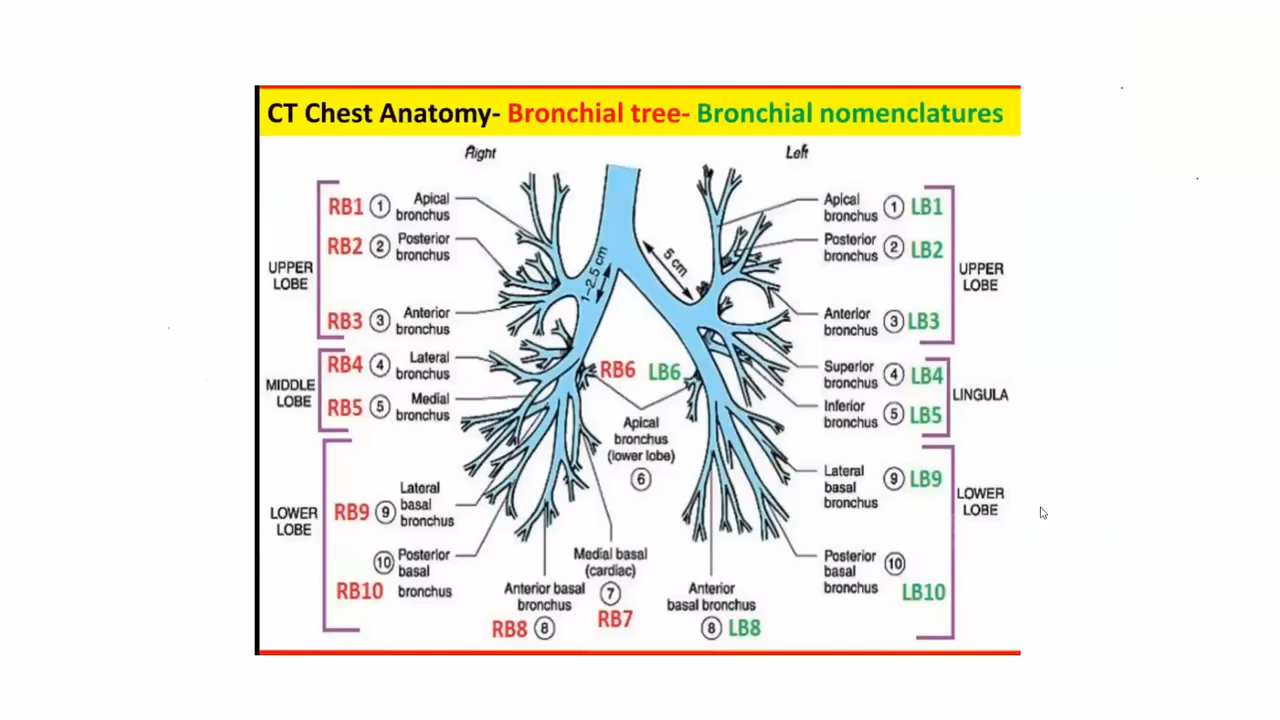 CT Chest Anatomy- Bronchial tree- Bronchial nomenclatures
Right
Left
UPPER
LOBE
RB1 1 Apical
bronchus
RB2 2 Posterior
bronchus
RB3 3 Anterior
bronchus
MIDDLE
LOBE
RB4 4 Lateral
bronchus
RB5 5 Medial
bronchus
LOWER
LOBE
RB9 9 Lateral
basal
bronchus
10 Posterior
basal
RB10 bronchus
1–2.5 cm
5 cm
RB6 LB6
Apical
bronchus
(lower lobe)
6
Anterior basal
bronchus
RB8 8
Medial basal
(cardiac)
7
RB7
Anterior
basal bronchus
8 LB8
Apical
bronchus 1 LB1
Posterior
bronchus 2 LB2
Anterior
bronchus 3 LB3
UPPER
LOBE
Superior
bronchus 4 LB4
Inferior
bronchus 5 LB5
LINGULA
Lateral
basal
bronchus 9 LB9
Posterior
basal
bronchus 10
LB10
LOWER
LOBE